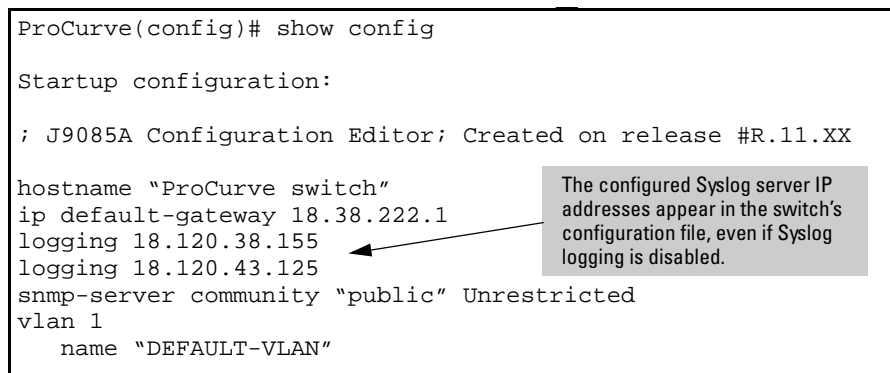 ProCurve(config)# show config
Startup configuration:
; J9085A Configuration Editor; Created on release #R.11.XX
hostname “ProCurve switch”
ip default-gateway 18.38.222.1
logging 18.120.38.155
logging 18.120.43.125
snmp-server community “public” Unrestricted
vlan 1
name “DEFAULT-VLAN”
The configured Syslog server IP
addresses appear in the switch’s
configuration file, even if Syslog
logging is disabled.